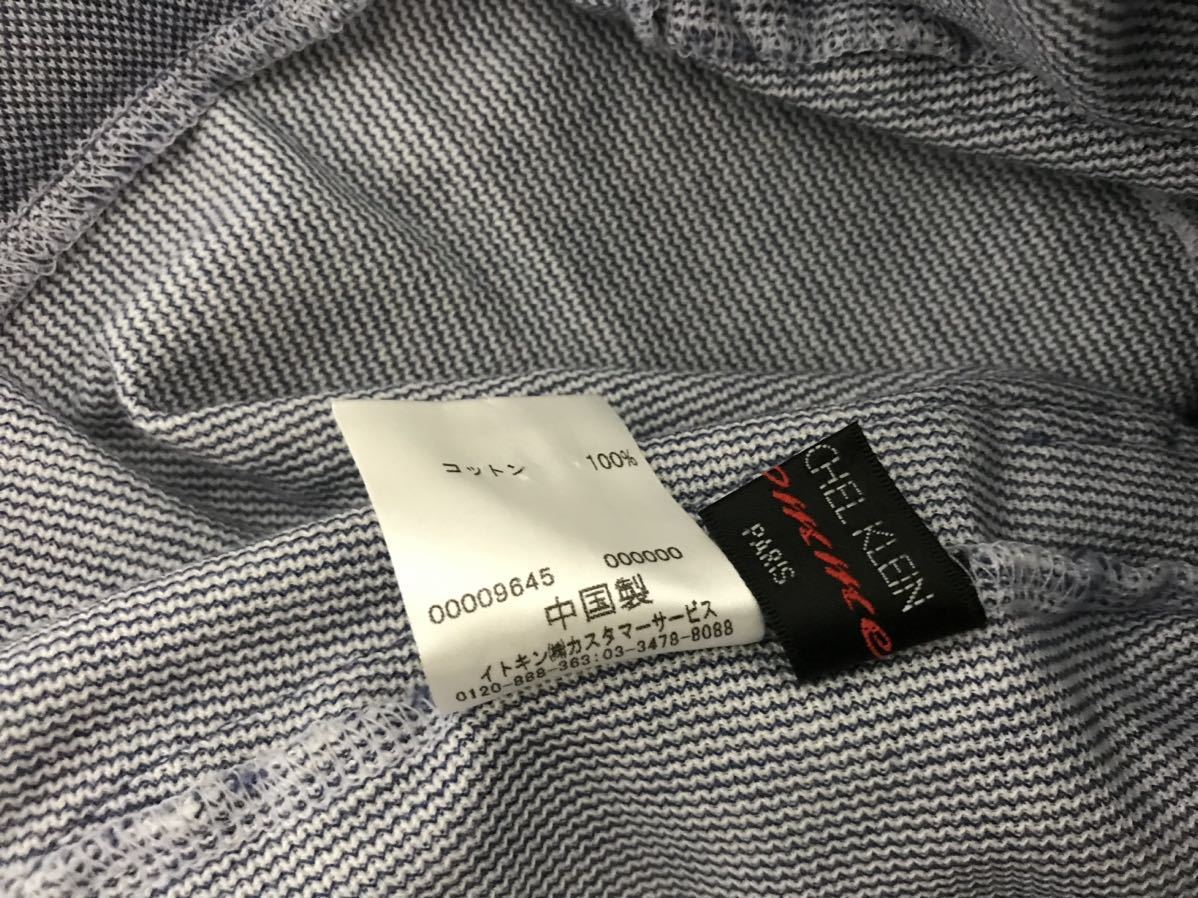 コットン 100%
00009645 000000
中国製
イトキン㈱カスタマーサービス
0120-888-363:03-3478-8088
CHEL KLEIN
PARIS